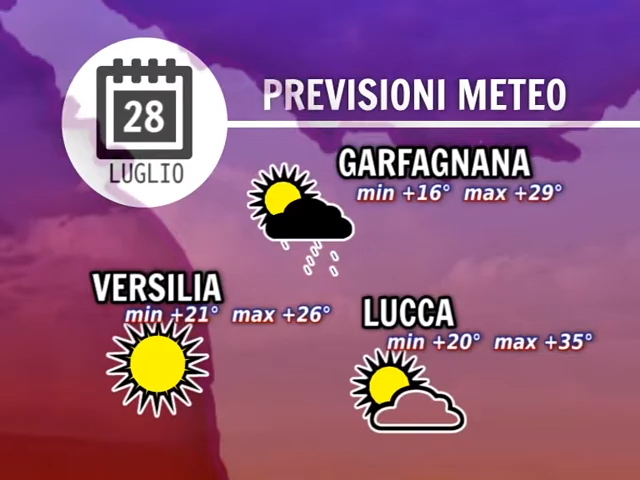 28
LUGLIO
PREVISIONI METEO
GARFAGNANA
min +16° max +29°
VERSILIA
min +21° max +26°
LUCCA
min +20° max +35°